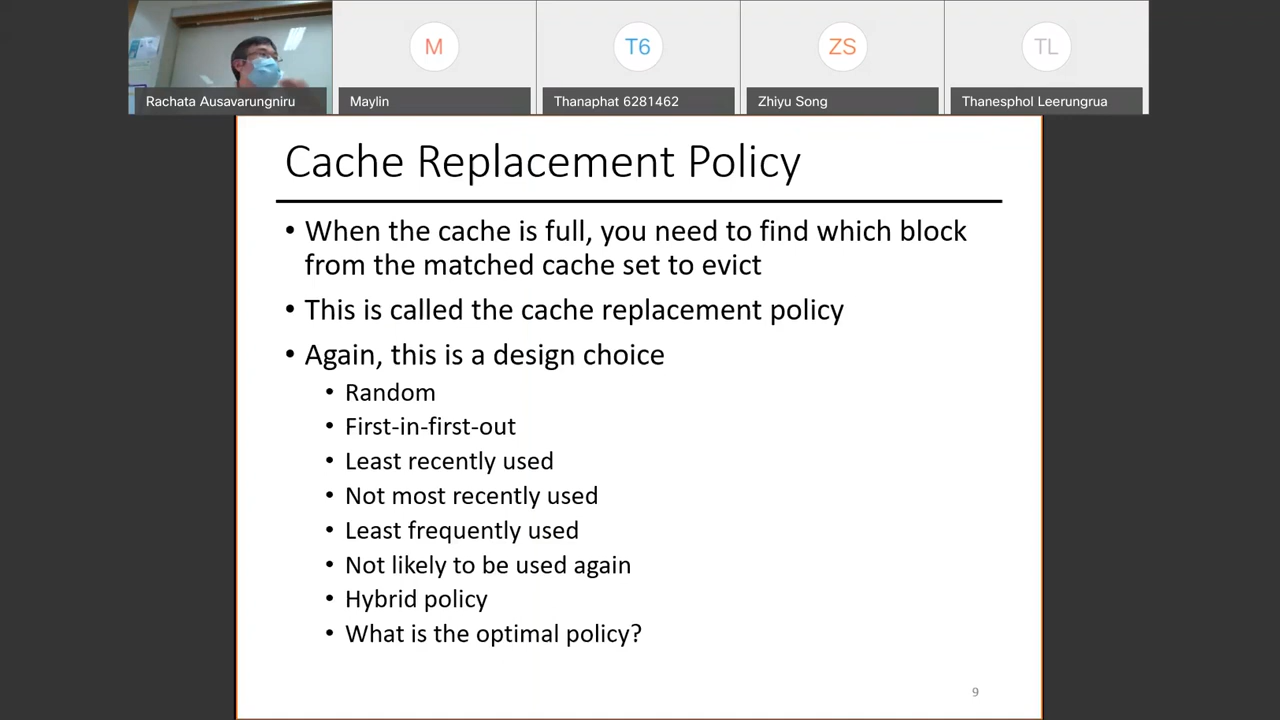 M
T6
ZS
TL
Rachata Ausavarungniru
Maylin
Thanaphat 6281462
Zhiyu Song
Thanesphol Leerungrua
Cache Replacement Policy
• When the cache is full, you need to find which block
from the matched cache set to evict
• This is called the cache replacement policy
• Again, this is a design choice
• Random
• First-in-first-out
• Least recently used
• Not most recently used
• Least frequently used
• Not likely to be used again
• Hybrid policy
• What is the optimal policy?
9